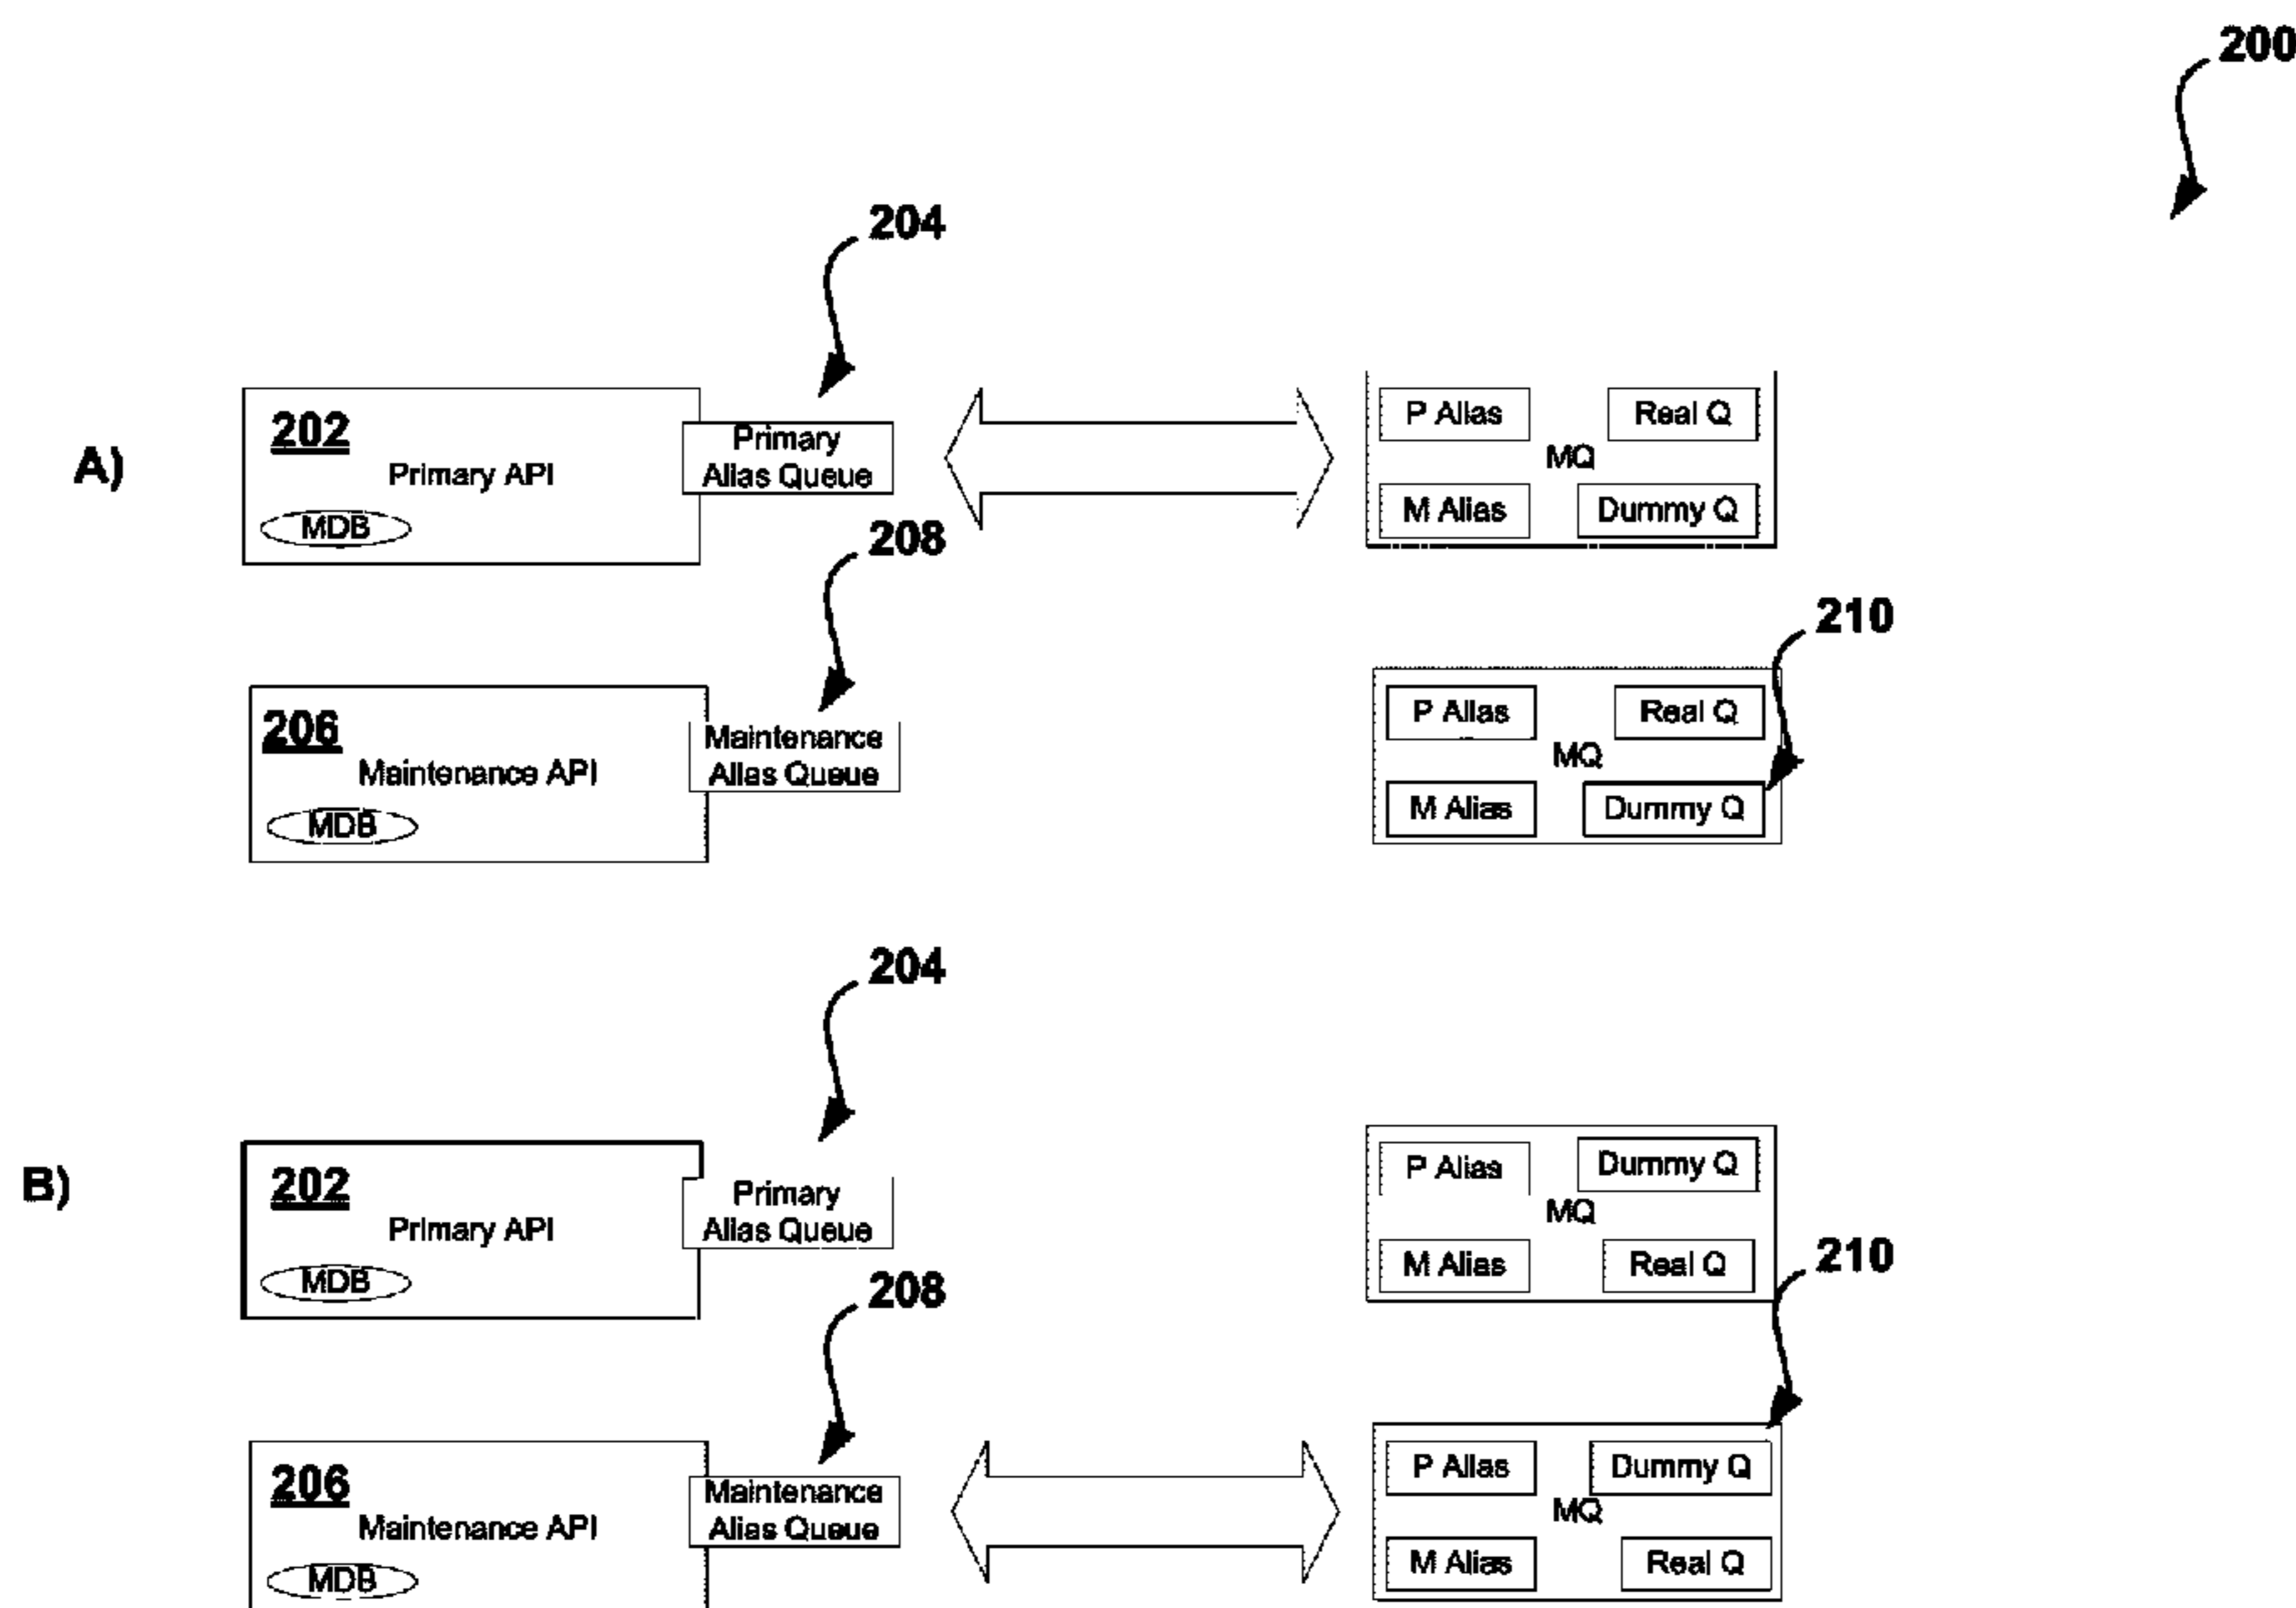 200
204
202
Primary API
MDB
Primary
Alias Queue
P Alias
Real Q
MQ
M Alias
Dummy Q
A)
208
206
Maintenance API
MDB
Maintenance
Alias Queue
210
P Alias
Real Q
MQ
M Alias
Dummy Q
204
B)
202
Primary API
MDB
Primary
Alias Queue
P Alias
Dummy Q
MQ
M Alias
Real Q
208
206
Maintenance API
MDB
Maintenance
Alias Queue
210
P Alias
Dummy Q
MQ
M Alias
Real Q